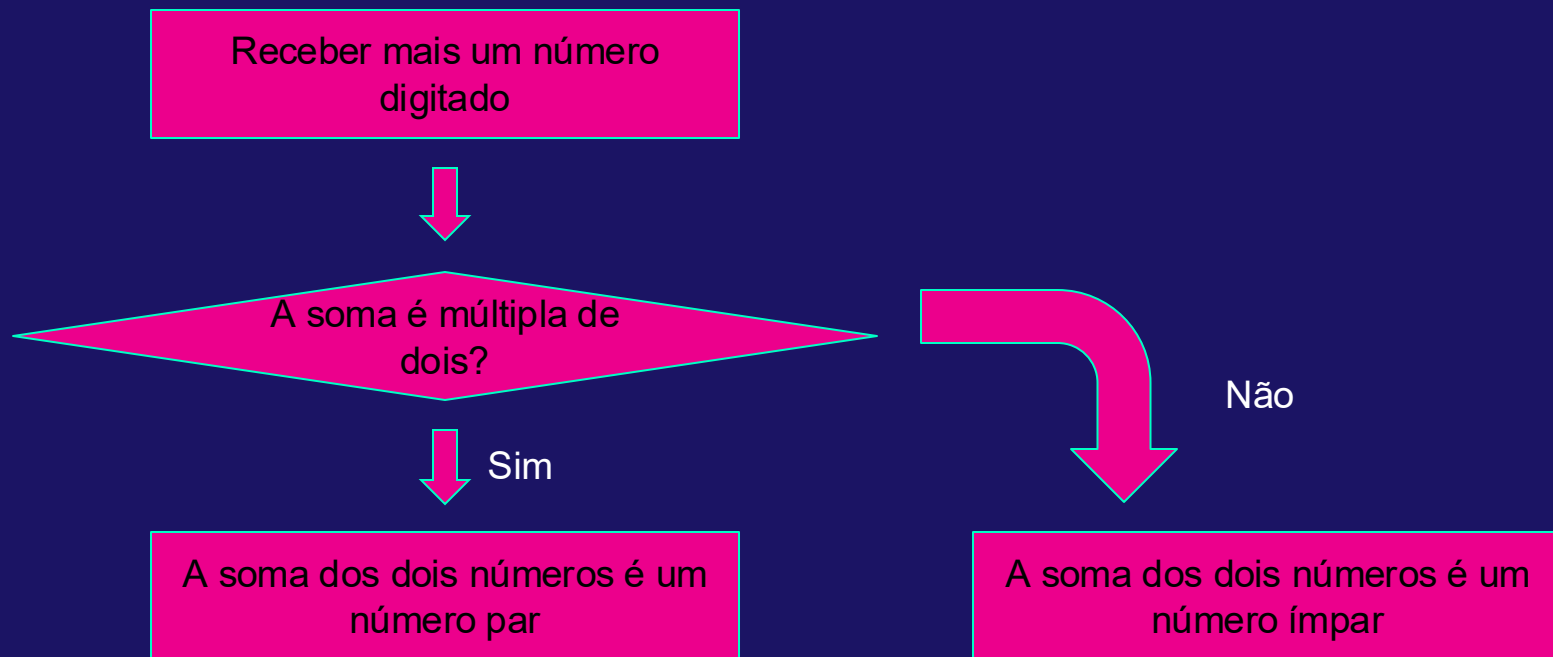 Receber mais um número
digitado
A soma é múltipla de
dois?
Não
Sim
A soma dos dois números é um
número par
A soma dos dois números é um
número ímpar